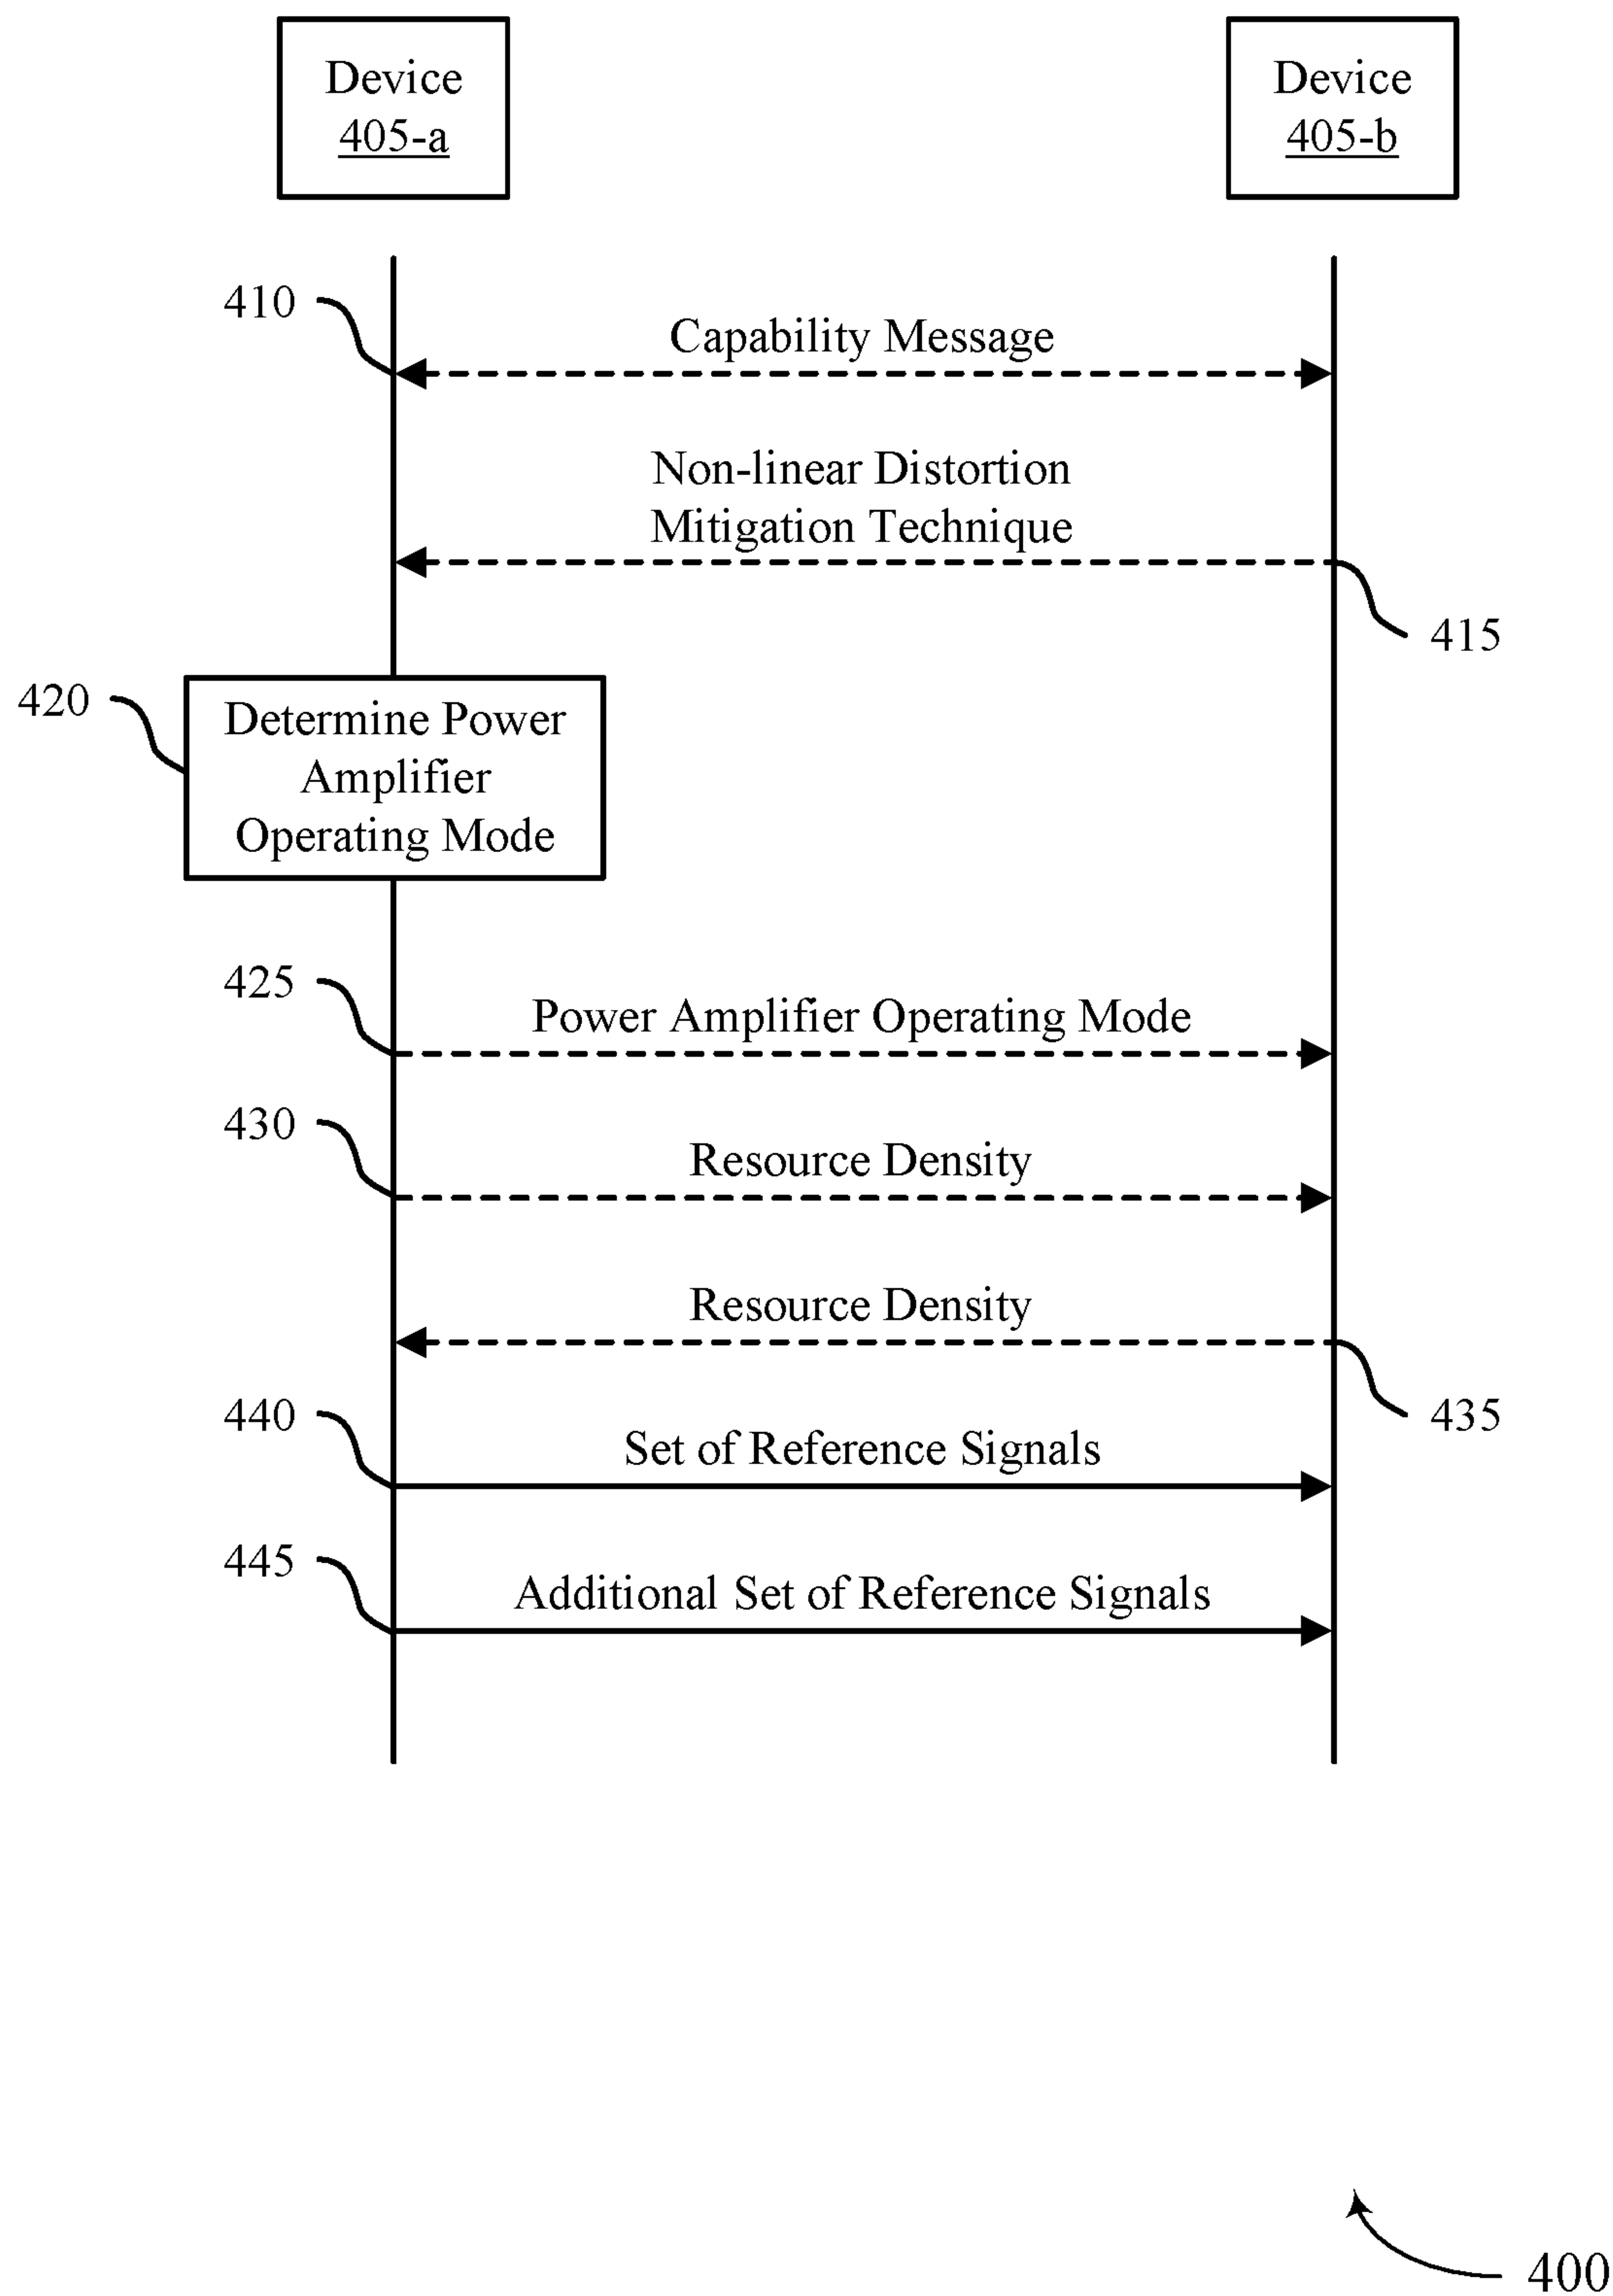 Device
405-a
Device
405-b
410
Capability Message
Non-linear Distortion
Mitigation Technique
415
420
Determine Power
Amplifier
Operating Mode
425
Power Amplifier Operating Mode
430
Resource Density
Resource Density
435
440
Set of Reference Signals
445
Additional Set of Reference Signals
400